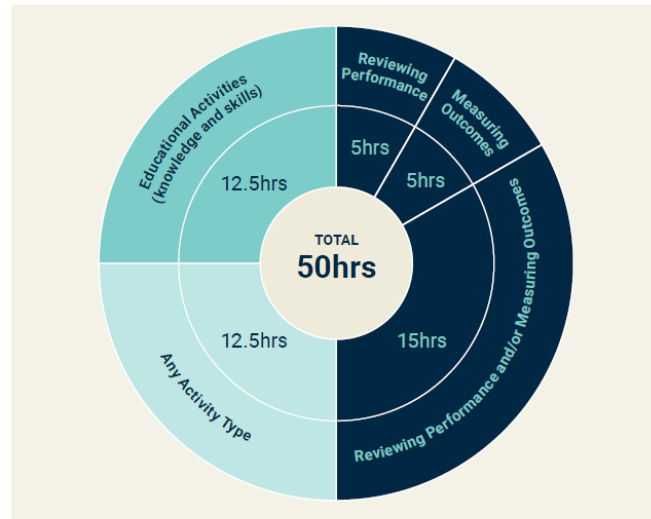 Educational Activities
(knowledge and skills)
12.5hrs
Reviewing
Performance
5hrs
Measuring
Outcomes
5hrs
TOTAL
50hrs
12.5hrs
Any Activity Type
15hrs
Reviewing Performance and/or Measuring Outcomes